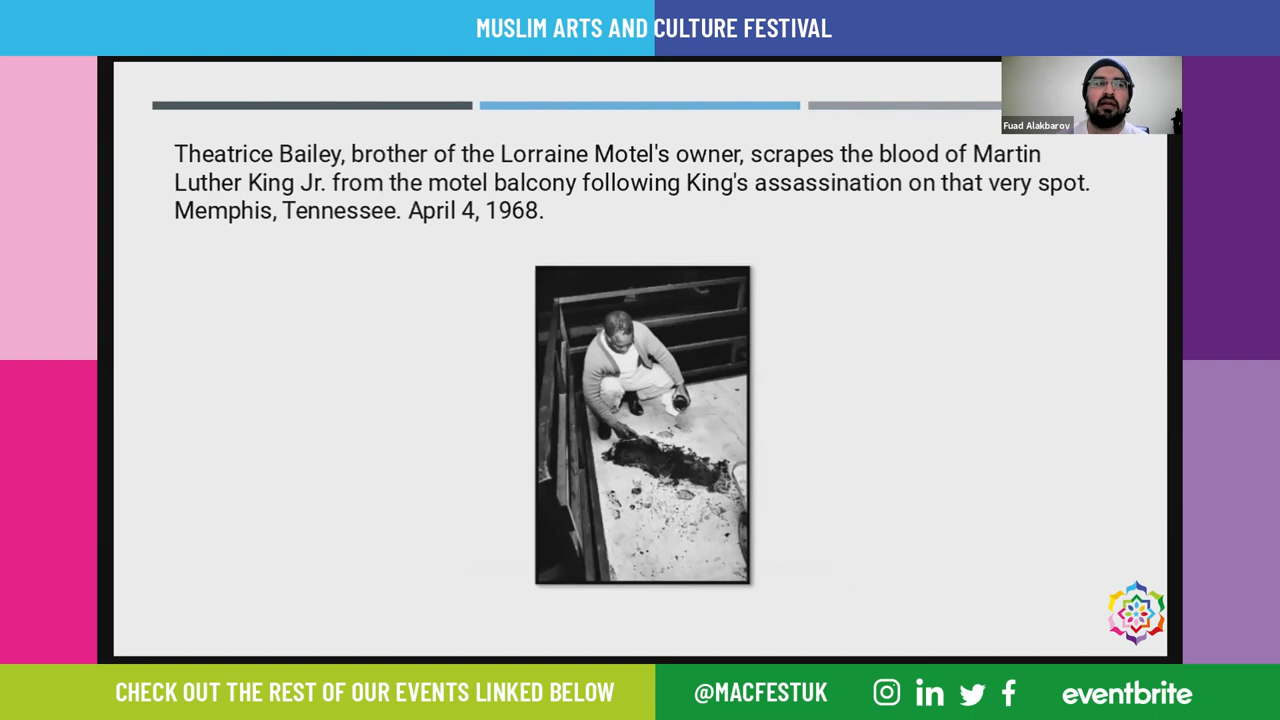 MUSLIM ARTS AND CULTURE FESTIVAL
Fuad Alakbarov
Theatrice Bailey, brother of the Lorraine Motel's owner, scrapes the blood of Martin
Luther King Jr. from the motel balcony following King's assassination on that very spot.
Memphis, Tennessee. April 4, 1968.
CHECK OUT THE REST OF OUR EVENTS LINKED BELOW
@MACFESTUK
eventbrite